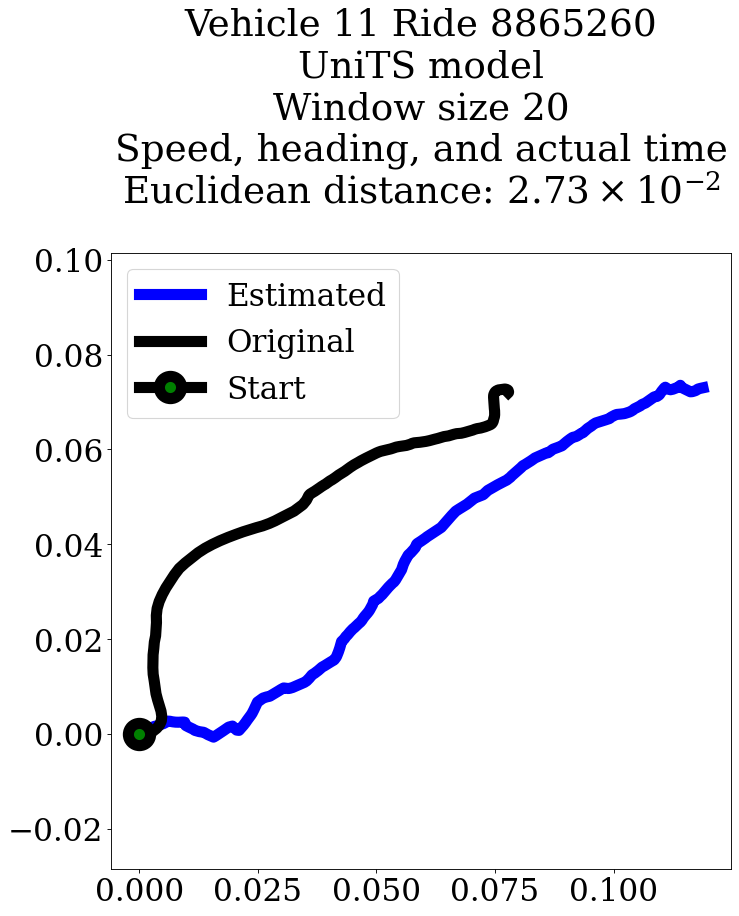 Vehicle 11 Ride 8865260
UniTS model
Window size 20
Speed, heading, and actual time
Euclidean distance: 2.73 × 10⁻²
0.10
0.08
0.06
0.04
0.02
0.00
−0.02
Estimated
Original
Start
0.000 0.025 0.050 0.075 0.100